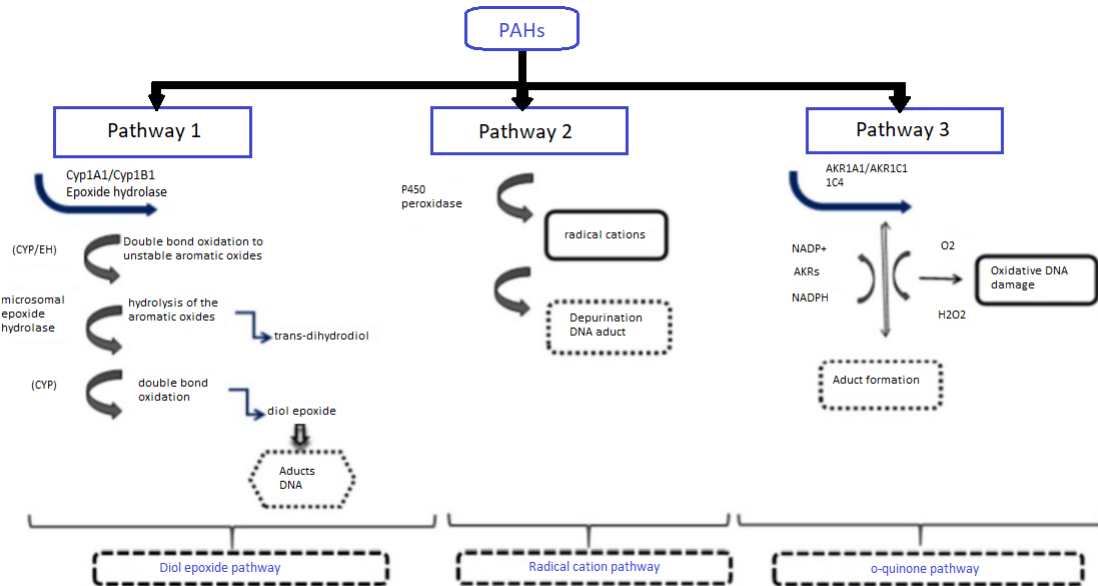 PAHs
Pathway 1
Cyp1A1/Cyp1B1
Epoxide hydrolase
(CYP/EH)
Double bond oxidation to
unstable aromatic oxides
microsomal
epoxide
hydrolase
hydrolysis of the
aromatic oxides
trans-dihydrodiol
(CYP)
double bond
oxidation
diol epoxide
Aducts
DNA
Diol epoxide pathway
Pathway 2
P450
peroxidase
radical cations
Depurination
DNA aduct
Radical cation pathway
Pathway 3
AKR1A1/AKR1C1
1C4
NADP+
AKRs
NADPH
O2
H2O2
Oxidative DNA
damage
Aduct formation
o-quinone pathway